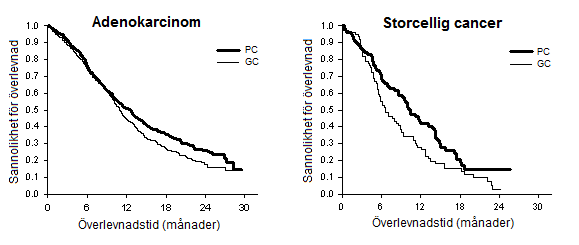 Adenokarcinom
Sannolikhet för överlevnad
1.0
0.9
0.8
0.7
0.6
0.5
0.4
0.3
0.2
0.1
0.0
PC
GC
0 6 12 18 24 30
Överlevnadstid (månader)
Storcellig cancer
Sannolikhet för överlevnad
1.0
0.9
0.8
0.7
0.6
0.5
0.4
0.3
0.2
0.1
0.0
PC
GC
0 6 12 18 24 30
Överlevnadstid (månader)